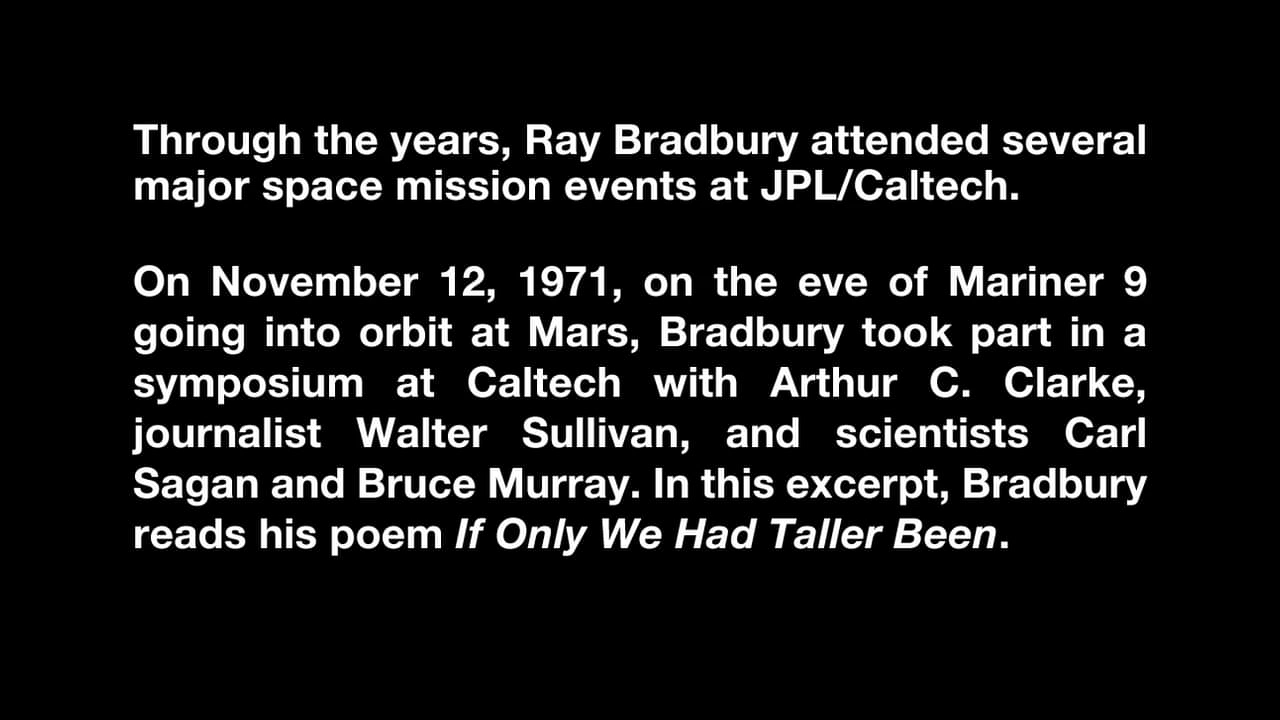 Through the years, Ray Bradbury attended several
major space mission events at JPL/Caltech.
On November 12, 1971, on the eve of Mariner 9
going into orbit at Mars, Bradbury took part in a
symposium at Caltech with Arthur C. Clarke,
journalist Walter Sullivan, and scientists Carl
Sagan and Bruce Murray. In this excerpt, Bradbury
reads his poem If Only We Had Taller Been.